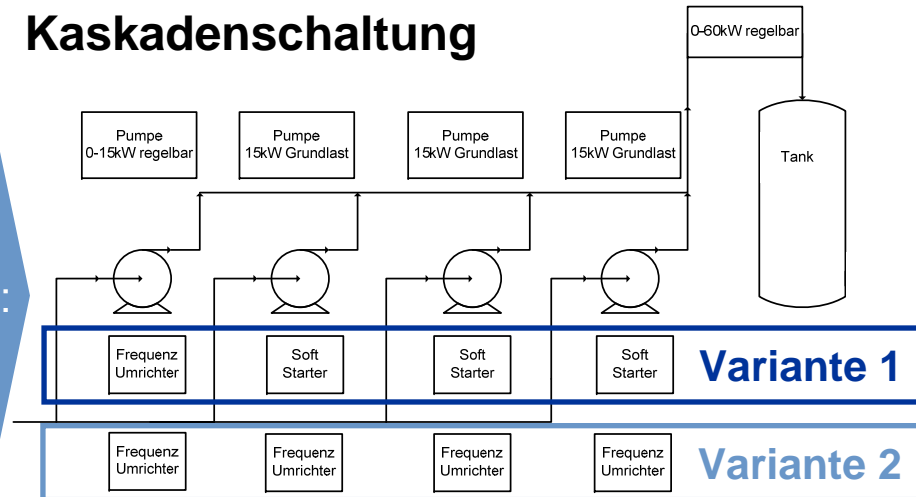 Kaskadenschaltung
0-60kW regelbar
Pumpe
0-15kW regelbar
Pumpe
15kW Grundlast
Pumpe
15kW Grundlast
Pumpe
15kW Grundlast
Tank
:
Frequenz
Umrichter
Soft
Starter
Soft
Starter
Soft
Starter
Variante 1
Frequenz
Umrichter
Frequenz
Umrichter
Frequenz
Umrichter
Frequenz
Umrichter
Variante 2